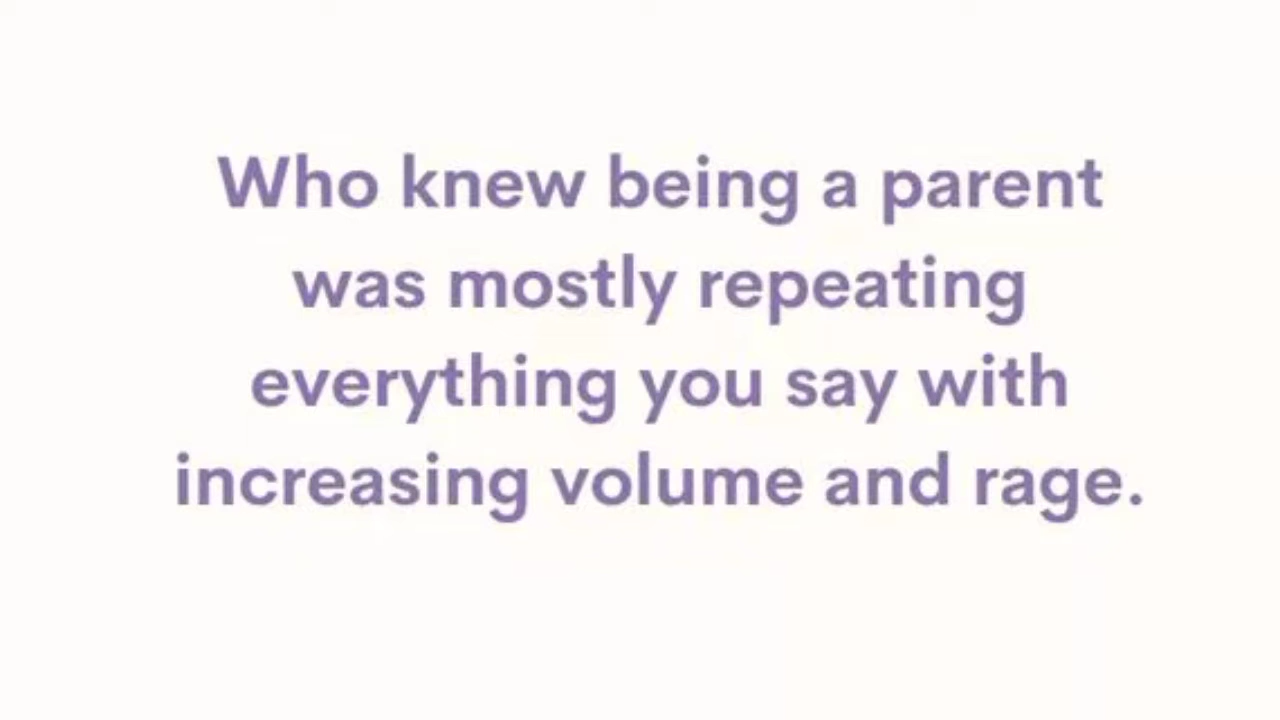 Who knew being a parent
was mostly repeating
everything you say with
increasing volume and rage.